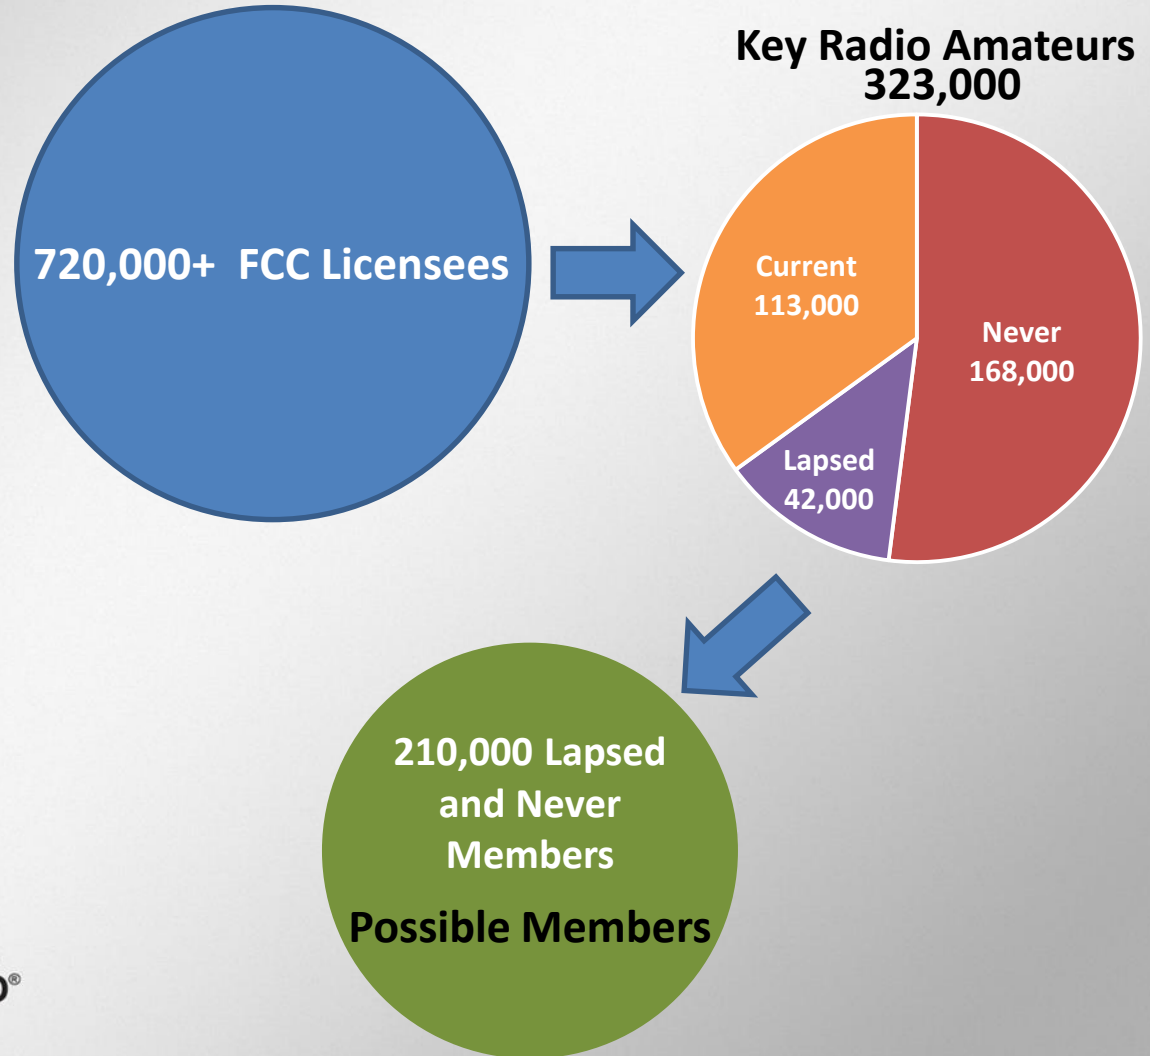 Key Radio Amateurs
323,000
720,000+ FCC Licensees
Current
113,000
Never
168,000
Lapsed
42,000
210,000 Lapsed
and Never
Members
Possible Members